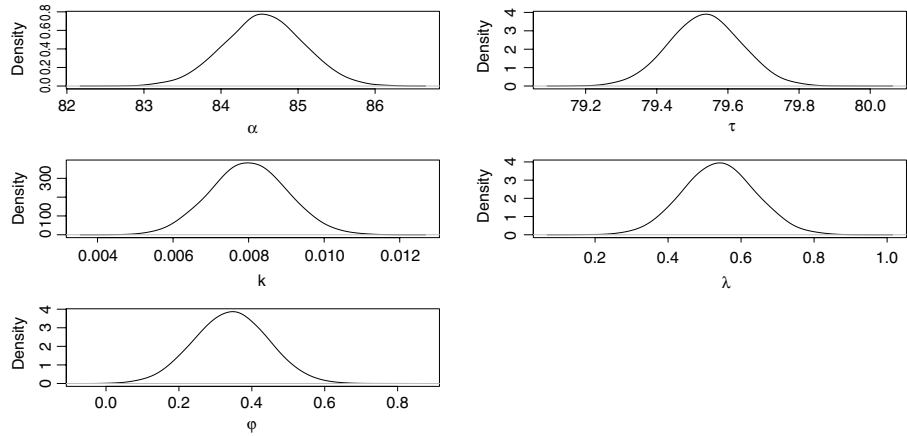 Density
0.0 0.2 0.4 0.6 0.8
82 83 84 85 86
α
Density
0 1 2 3 4
79.2 79.4 79.6 79.8 80.0
τ
Density
0 100 300
0.004 0.006 0.008 0.010 0.012
k
Density
0 1 2 3 4
0.2 0.4 0.6 0.8 1.0
λ
Density
0 1 2 3 4
0.0 0.2 0.4 0.6 0.8
φ